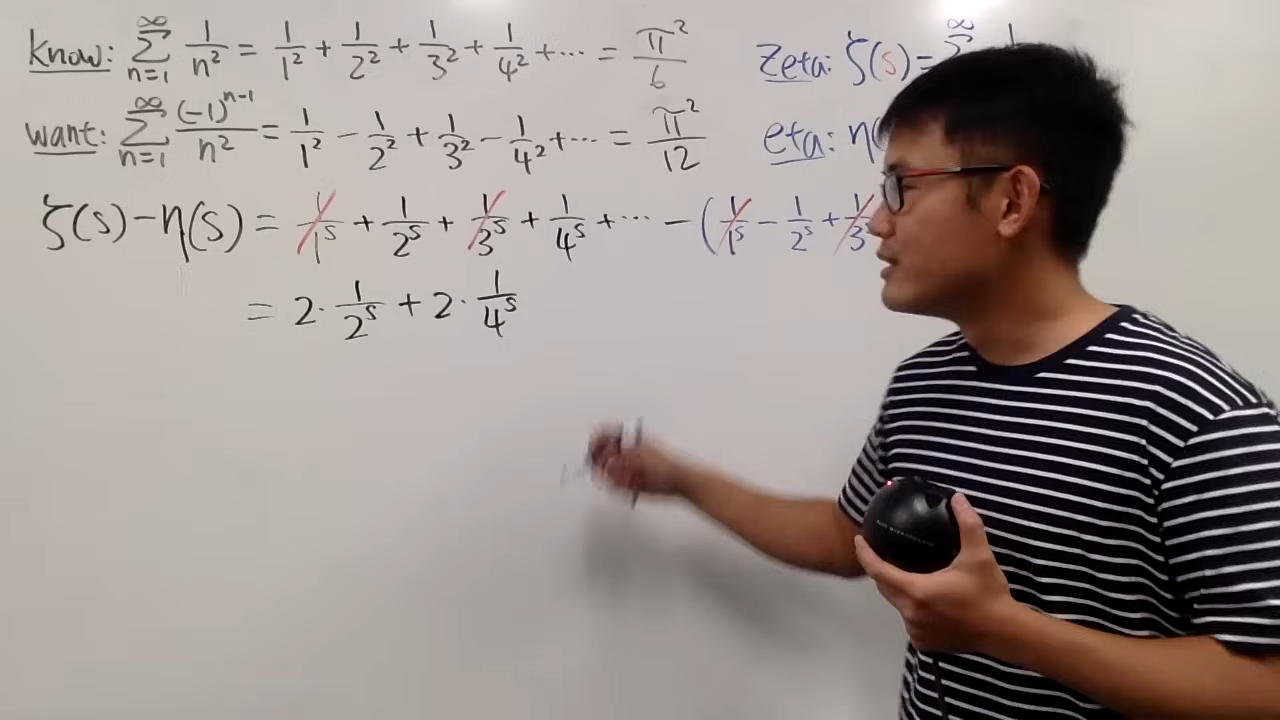 Know: ∞ Σ n=1 1/n² = 1/1² + 1/2² + 1/3² + 1/4² + ··· = π²/6
Zeta: ζ(s) = ∞ Σ 1
want: ∞ Σ n=1 (-1)^(n-1)/n² = 1/1² - 1/2² + 1/3² - 1/4² + ··· = π²/12
eta: η(
ζ(s) - η(s) = 1/1^s + 1/2^s + 1/3^s + 1/4^s + ··· - (1/1^s - 1/2^s + 1/3^s
= 2 · 1/2^s + 2 · 1/4^s